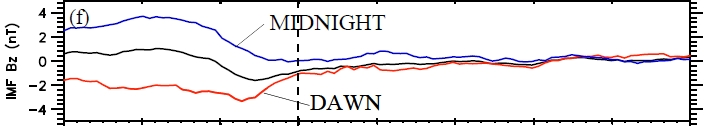 (f)
MIDNIGHT
DAWN
IMF Bz (nT)
4
2
0
−2
−4